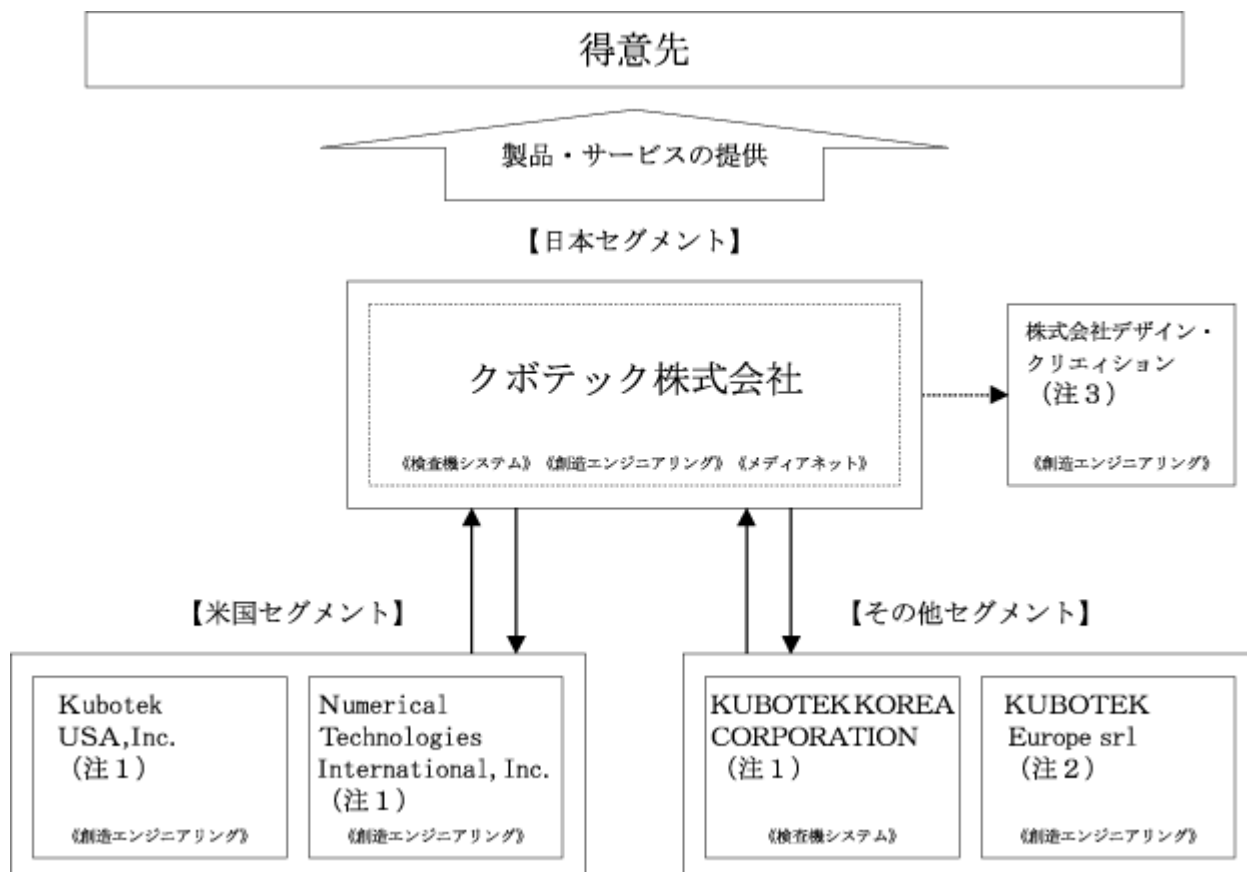 得意先
製品・サービスの提供
【日本セグメント】
クボテック株式会社
《検査機システム》《創造エンジニアリング》《メディアネット》
株式会社デザイン・
クリエィション
（注３）
《創造エンジニアリング》
【米国セグメント】
Kubotek
USA,Inc.
（注１）
《創造エンジニアリング》
Numerical
Technologies
International,Inc.
（注１）
《創造エンジニアリング》
【その他セグメント】
KUBOTEK KOREA
CORPORATION
（注１）
《検査機システム》
KUBOTEK
Europe srl
（注２）
《創造エンジニアリング》